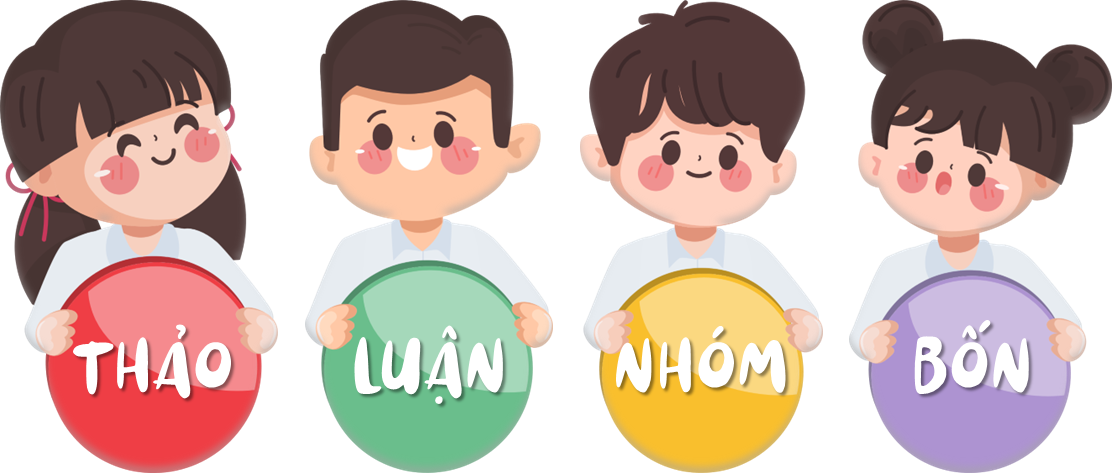 THẢO LUẬN NHÓM BỐN